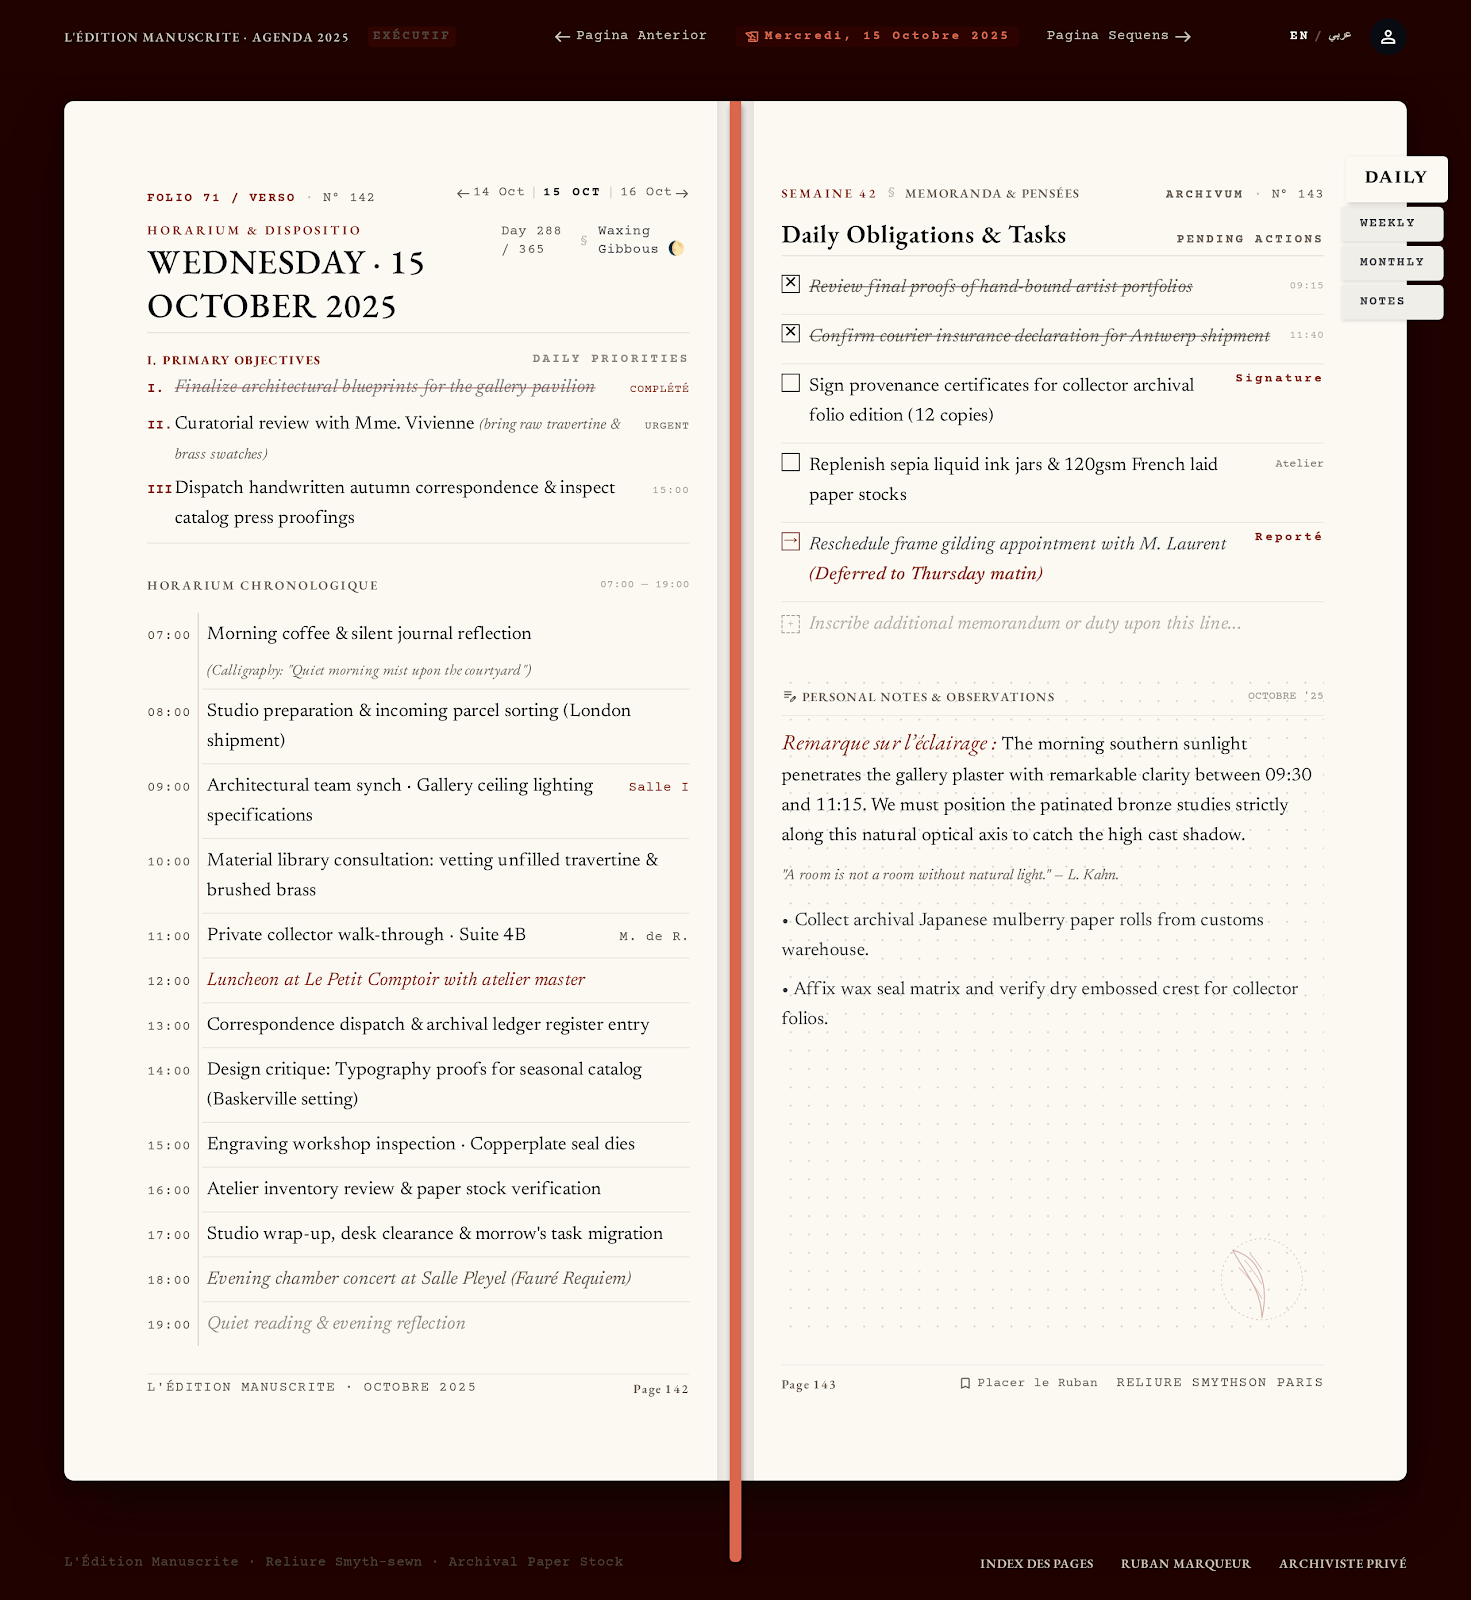 L'ÉDITION MANUSCRITE · AGENDA 2025 EXÉCUTIF
← Pagina Anterior
Mercredi, 15 Octobre 2025
Pagina Sequens →
EN / عربي
FOLIO 71 / VERSO · N° 142
← 14 Oct | 15 OCT | 16 Oct →
HORARIUM & DISPOSITIO
WEDNESDAY · 15
OCTOBER 2025
Day 288
/ 365
§
Waxing
Gibbous 🌔
I. PRIMARY OBJECTIVES DAILY PRIORITIES
I. Finalize architectural blueprints for the gallery pavilion COMPLÉTÉ
II. Curatorial review with Mme. Vivienne (bring raw travertine & URGENT
brass swatches)
III Dispatch handwritten autumn correspondence & inspect 15:00
catalog press proofings
HORARIUM CHRONOLOGIQUE 07:00 — 19:00
07:00 Morning coffee & silent journal reflection
(Calligraphy: "Quiet morning mist upon the courtyard")
08:00 Studio preparation & incoming parcel sorting (London
shipment)
09:00 Architectural team synch · Gallery ceiling lighting Salle I
specifications
10:00 Material library consultation: vetting unfilled travertine &
brushed brass
11:00 Private collector walk-through · Suite 4B M. de R.
12:00 Luncheon at Le Petit Comptoir with atelier master
13:00 Correspondence dispatch & archival ledger register entry
14:00 Design critique: Typography proofs for seasonal catalog
(Baskerville setting)
15:00 Engraving workshop inspection · Copperplate seal dies
16:00 Atelier inventory review & paper stock verification
17:00 Studio wrap-up, desk clearance & morrow's task migration
18:00 Evening chamber concert at Salle Pleyel (Fauré Requiem)
19:00 Quiet reading & evening reflection
L'ÉDITION MANUSCRITE · OCTOBRE 2025 Page 142
SEMAINE 42 § MEMORANDA & PENSÉES ARCHIVUM · N° 143
Daily Obligations & Tasks PENDING ACTIONS
Review final proofs of hand-bound artist portfolios 09:15
Confirm courier insurance declaration for Antwerp shipment 11:40
Sign provenance certificates for collector archival Signature
folio edition (12 copies)
Replenish sepia liquid ink jars & 120gsm French laid Atelier
paper stocks
→ Reschedule frame gilding appointment with M. Laurent Reporté
(Deferred to Thursday matin)
+ Inscribe additional memorandum or duty upon this line...
PERSONAL NOTES & OBSERVATIONS OCTOBRE '25
Remarque sur l’éclairage : The morning southern sunlight
penetrates the gallery plaster with remarkable clarity between 09:30
and 11:15. We must position the patinated bronze studies strictly
along this natural optical axis to catch the high cast shadow.
"A room is not a room without natural light." — L. Kahn.
• Collect archival Japanese mulberry paper rolls from customs
warehouse.
• Affix wax seal matrix and verify dry embossed crest for collector
folios.
Page 143 Placer le Ruban RELIURE SMYTHSON PARIS
DAILY
WEEKLY
MONTHLY
NOTES
L'Édition Manuscrite · Reliure Smyth-sewn · Archival Paper Stock
INDEX DES PAGES RUBAN MARQUEUR ARCHIVISTE PRIVÉ